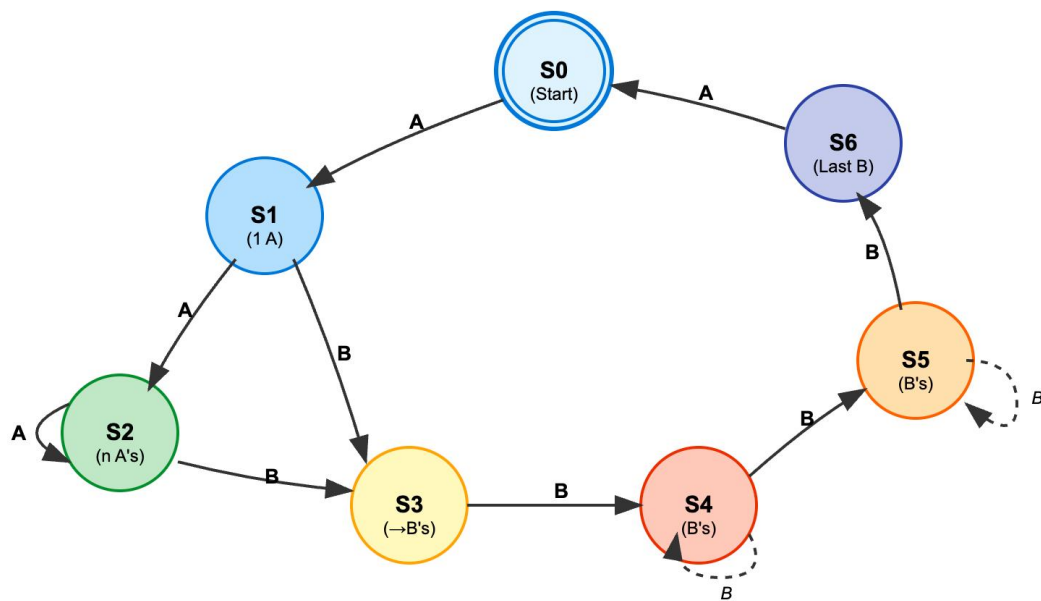 S0
(Start)
A
A
S6
(Last B)
S1
(1 A)
B
A
B
S5
(B's)
B
B
A
S2
(n A's)
B
B
S3
(→B's)
S4
(B's)
B